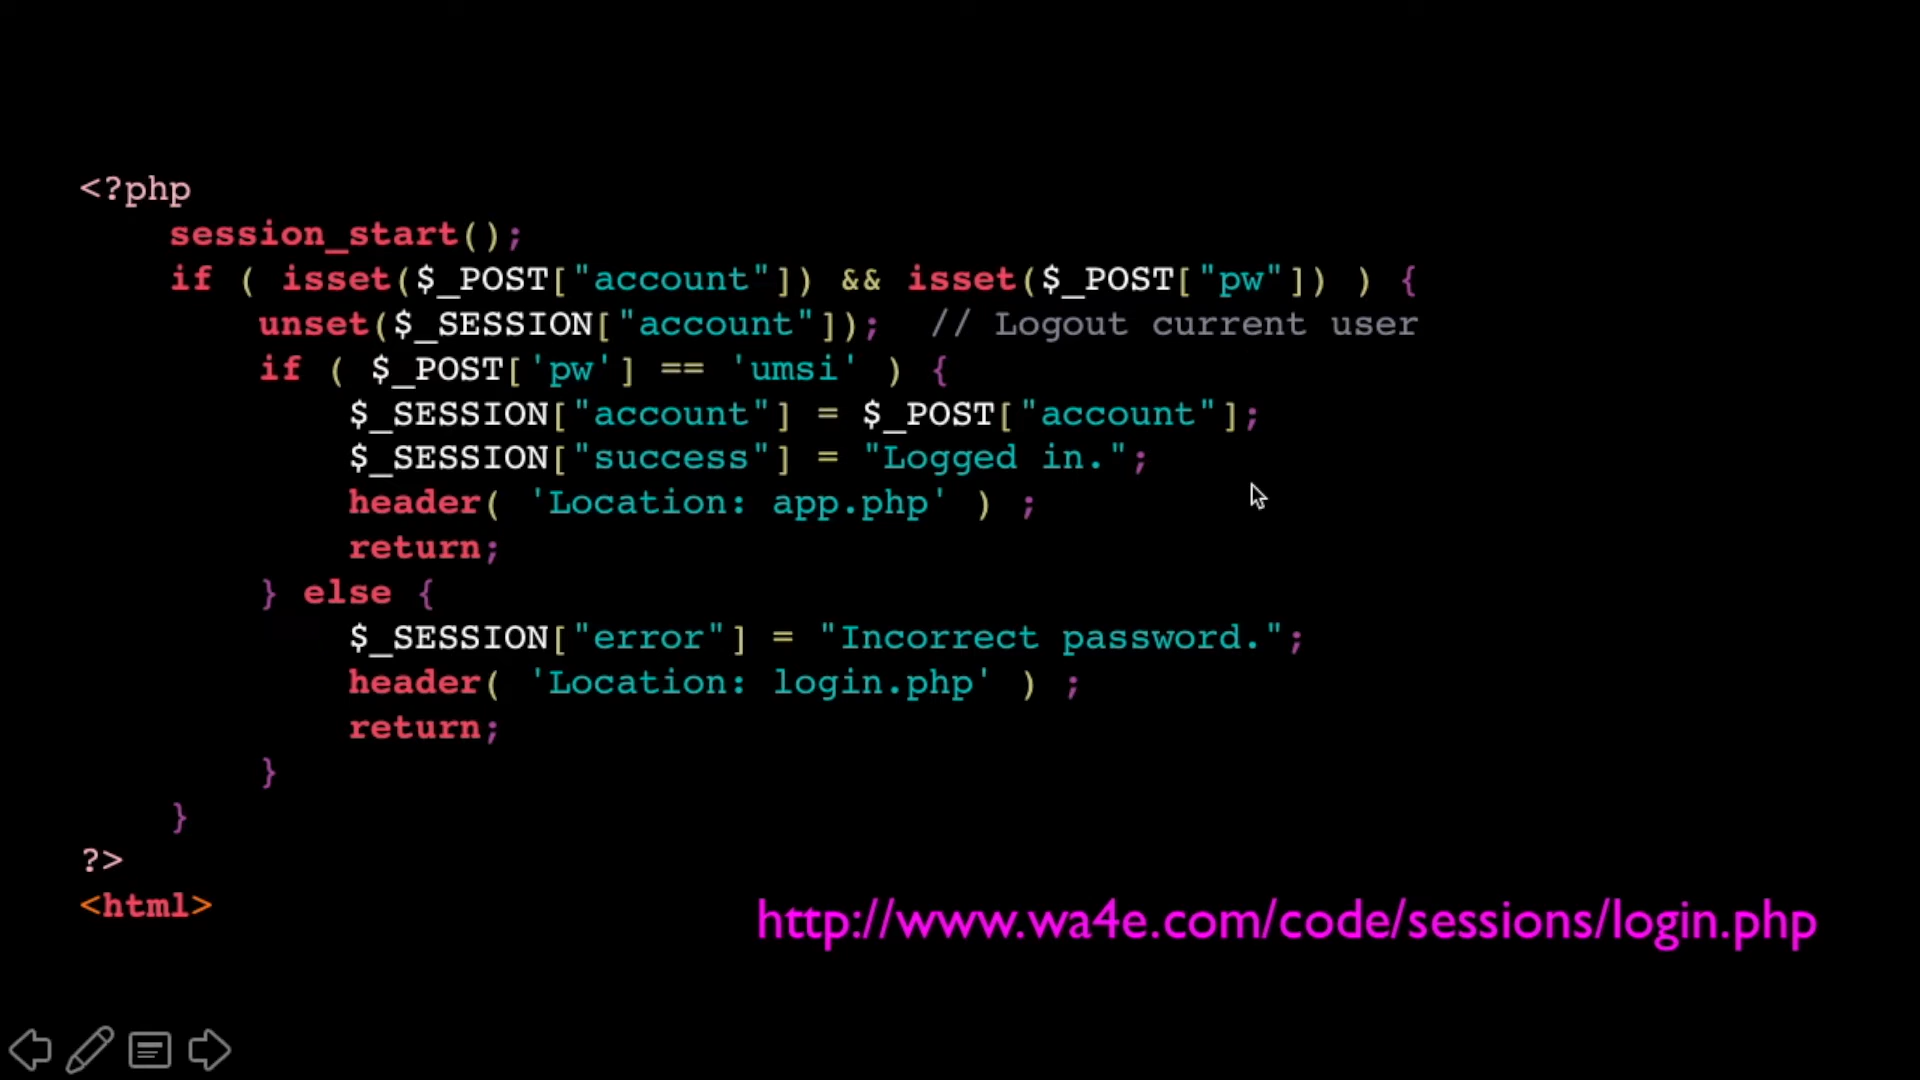 <?php
session_start();
if ( isset($_POST["account"]) && isset($_POST["pw"]) ) {
unset($_SESSION["account"]);  // Logout current user
if ( $_POST['pw'] == 'umsi' ) {
$_SESSION["account"] = $_POST["account"];
$_SESSION["success"] = "Logged in.";
header( 'Location: app.php' ) ;
return;
} else {
$_SESSION["error"] = "Incorrect password.";
header( 'Location: login.php' ) ;
return;
}
}
?>
<html>
http://www.wa4e.com/code/sessions/login.php